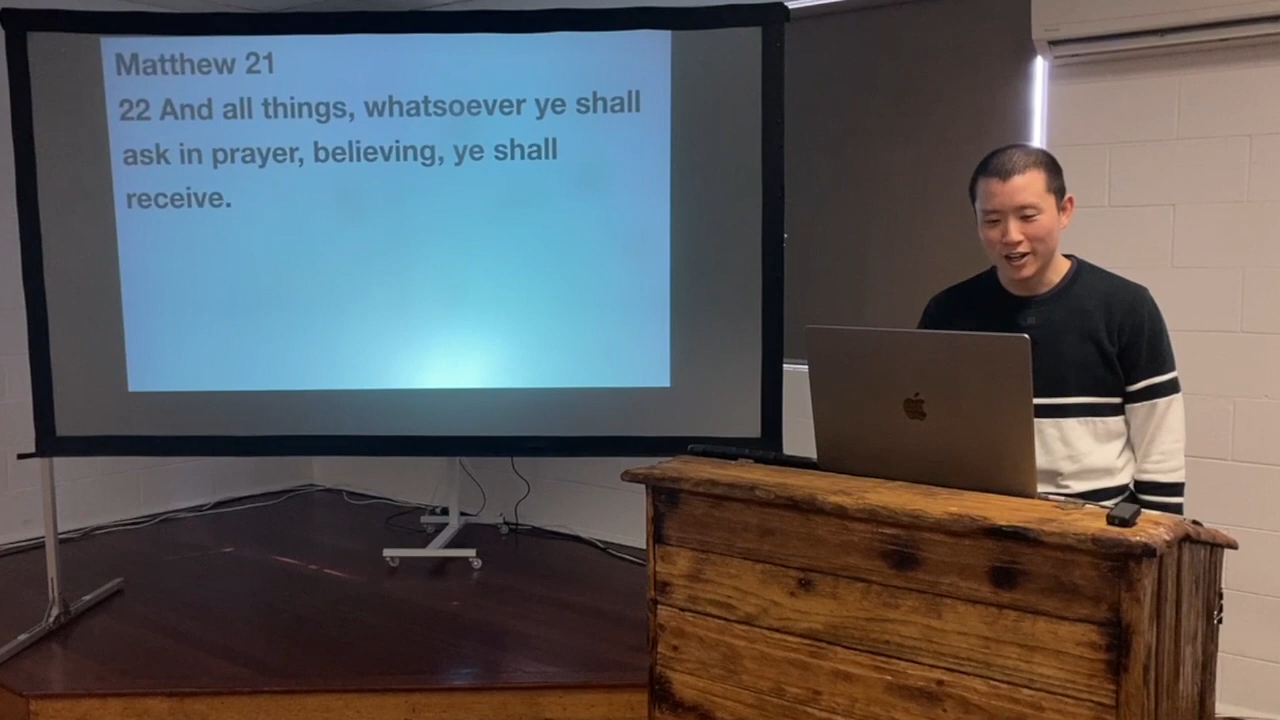 Matthew 21
22 And all things, whatsoever ye shall
ask in prayer, believing, ye shall
receive.